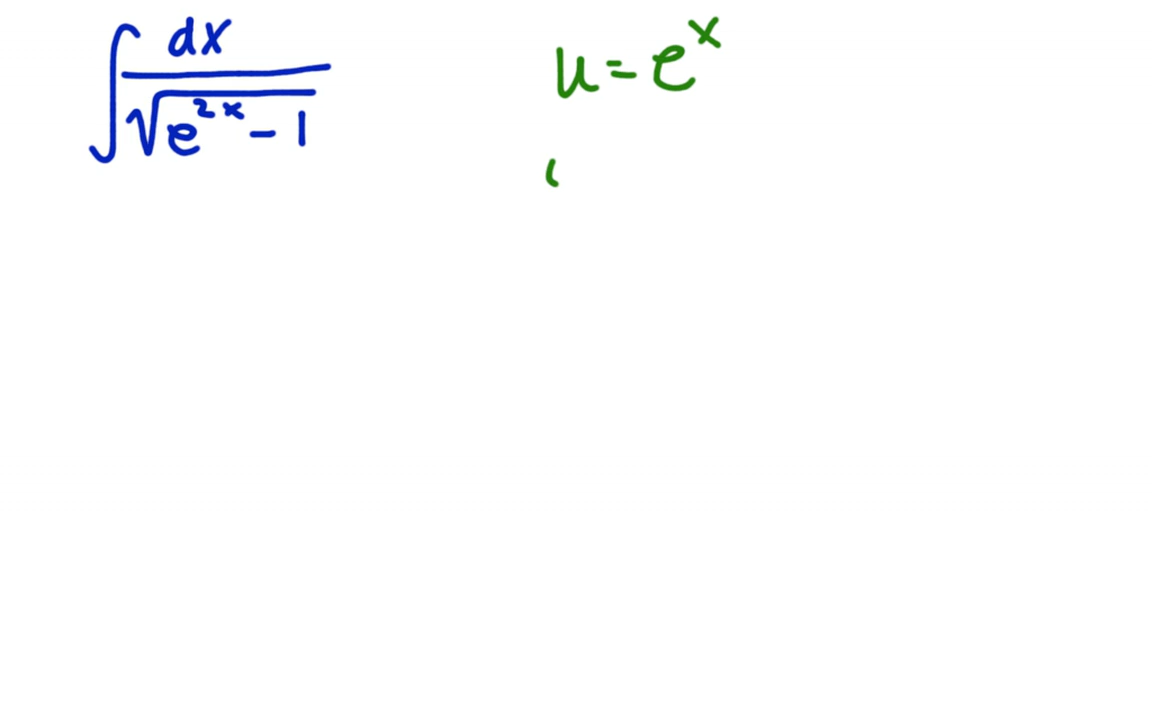 ∫ dx / √(e^{2x} - 1)
u = e^x